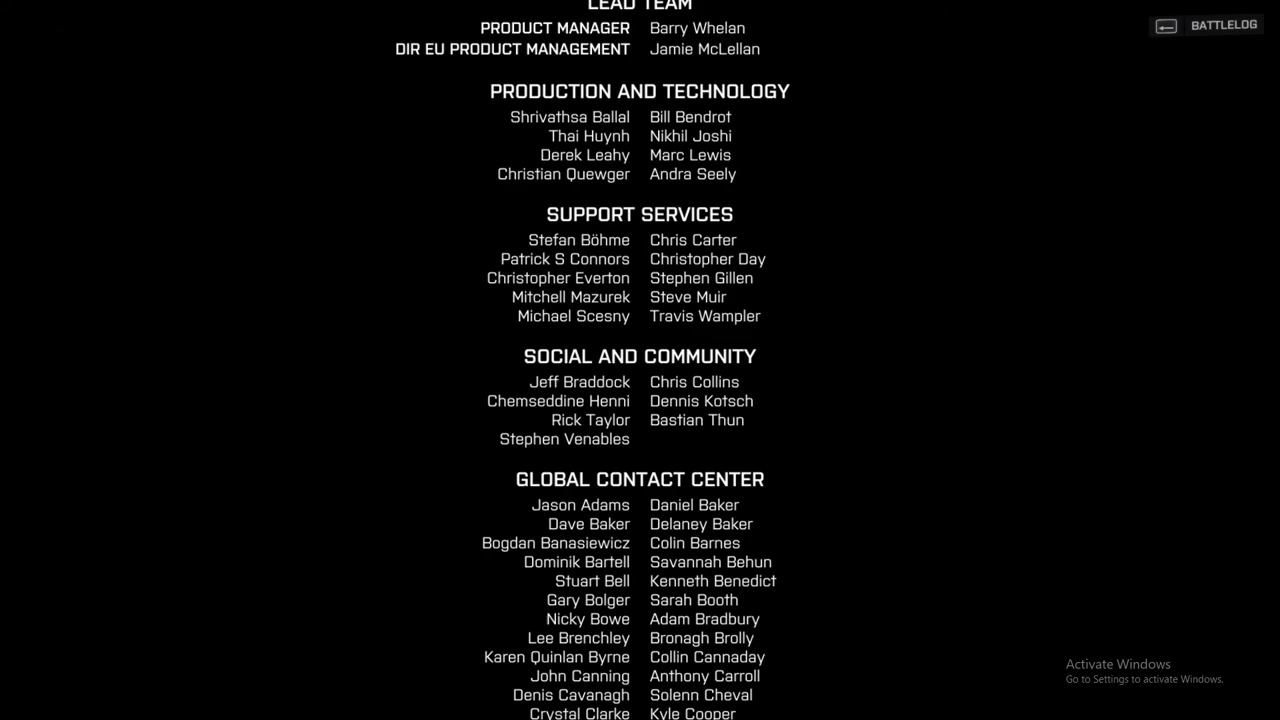 LEAD TEAM
PRODUCT MANAGER Barry Whelan
DIR EU PRODUCT MANAGEMENT Jamie McLellan
BATTLELOG
PRODUCTION AND TECHNOLOGY
Shrivathsa Ballal Bill Bendrot
Thai Huynh Nikhil Joshi
Derek Leahy Marc Lewis
Christian Quewger Andra Seely
SUPPORT SERVICES
Stefan Böhme Chris Carter
Patrick S Connors Christopher Day
Christopher Everton Stephen Gillen
Mitchell Mazurek Steve Muir
Michael Scesny Travis Wampler
SOCIAL AND COMMUNITY
Jeff Braddock Chris Collins
Chemseddine Henni Dennis Kotsch
Rick Taylor Bastian Thun
Stephen Venables
GLOBAL CONTACT CENTER
Jason Adams Daniel Baker
Dave Baker Delaney Baker
Bogdan Banasiewicz Colin Barnes
Dominik Bartell Savannah Behun
Stuart Bell Kenneth Benedict
Gary Bolger Sarah Booth
Nicky Bowe Adam Bradbury
Lee Brenchley Bronagh Brolly
Karen Quinlan Byrne Collin Cannaday
John Canning Anthony Carroll
Denis Cavanagh Solenn Cheval
Crystal Clarke Kyle Cooper
Activate Windows
Go to Settings to activate Windows.